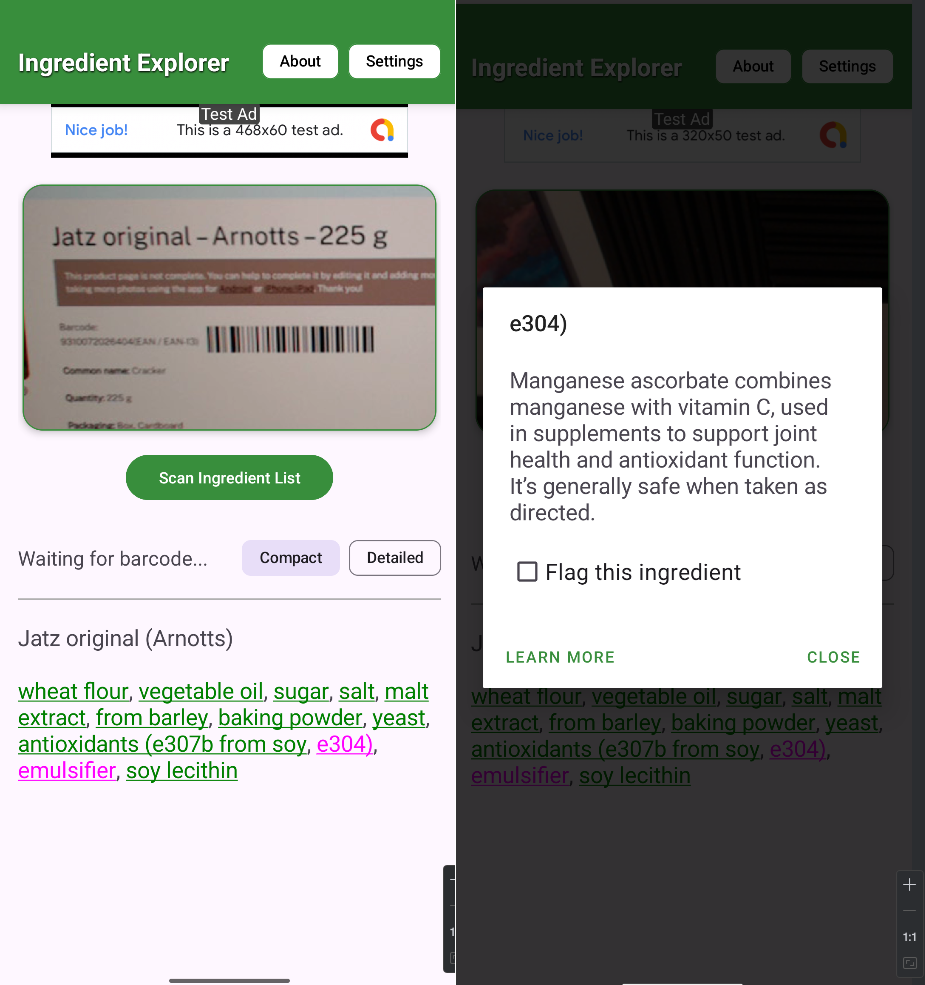 Ingredient Explorer
About
Settings
Test Ad
Nice job!
This is a 468x60 test ad.
Jatz original – Arnotts – 225 g
This product page is not complete. You can help to complete it by editing it and adding mo
taking more photos using the app for Android or iPhone/iPad. Thank you!
Barcode:
9310072026404(EAN / EAN-13)
Common name: Cracker
Quantity: 225 g
Packaging: Box, Cardboard
Scan Ingredient List
Waiting for barcode...
Compact
Detailed
Jatz original (Arnotts)
wheat flour, vegetable oil, sugar, salt, malt
extract, from barley, baking powder, yeast,
antioxidants (e307b from soy, e304),
emulsifier, soy lecithin
Ingredient Explorer
About
Settings
Test Ad
Nice job!
This is a 320x50 test ad.
e304)
Manganese ascorbate combines
manganese with vitamin C, used
in supplements to support joint
health and antioxidant function.
It's generally safe when taken as
directed.
Flag this ingredient
LEARN MORE
CLOSE
wheat flour, vegetable oil, sugar, salt, malt
extract, from barley, baking powder, yeast,
antioxidants (e307b from soy, e304),
emulsifier, soy lecithin
1:1